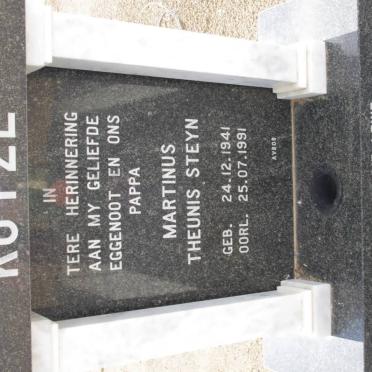 IN
TERE HERINNERING
AAN MY GELIEFDE
EGGENOOT EN ONS
PAPPA
MARTINUS
THEUNIS STEYN
GEB. 24.12.1941
OORL. 25.07.1991